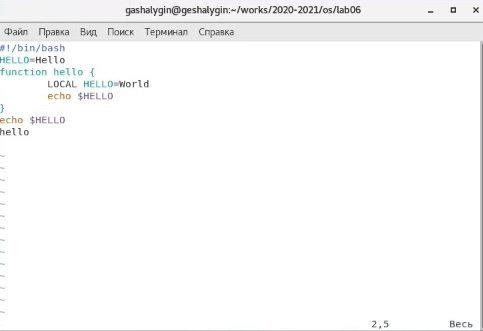 gashalygin@geshalygin:~/works/2020-2021/os/lab06
Файл Правка Вид Поиск Терминал Справка
#!/bin/bash
HELLO=Hello
function hello {
        LOCAL HELLO=World
        echo $HELLO
}
echo $HELLO
hello
~
~
~
~
~
~
~
~
~
~
~
~
~
~
2,5 Весь